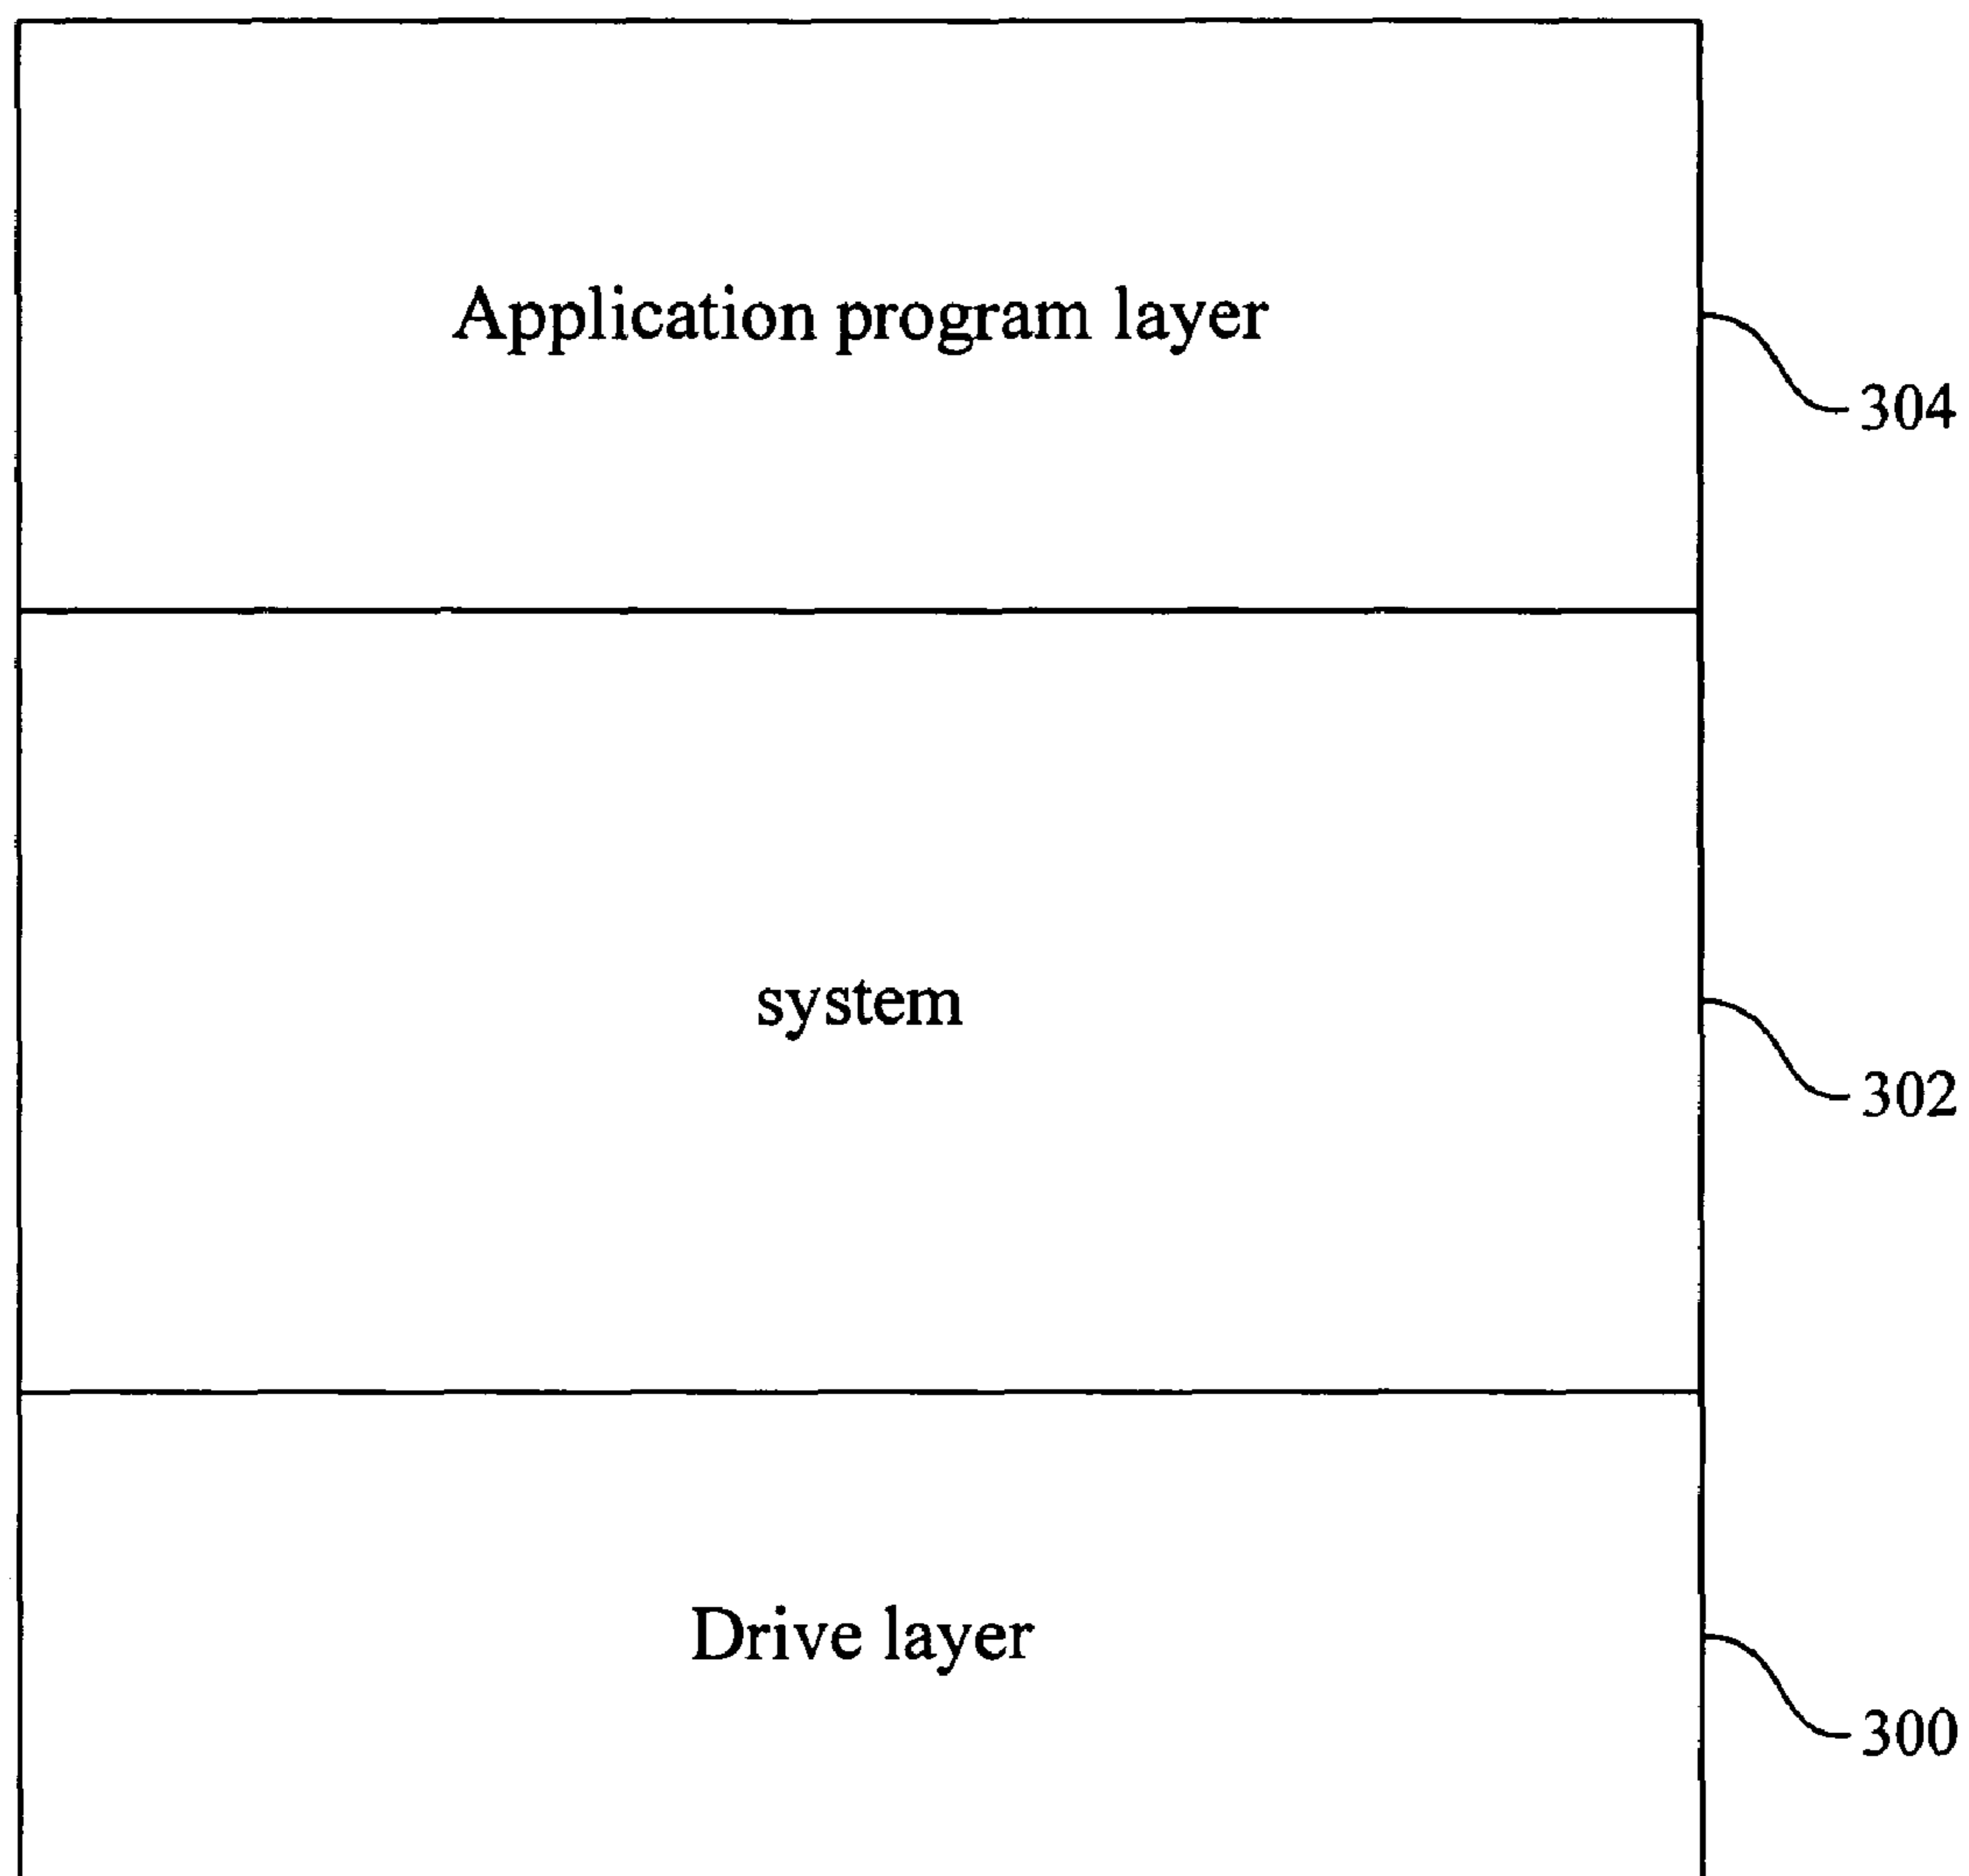 Application program layer
304
system
302
Drive layer
300